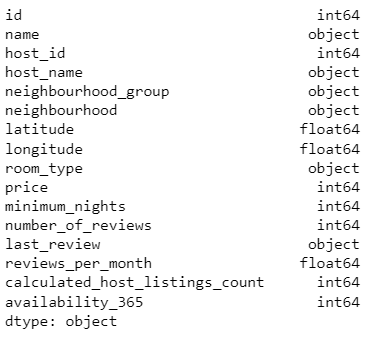 id int64
name object
host_id int64
host_name object
neighbourhood_group object
neighbourhood object
latitude float64
longitude float64
room_type object
price int64
minimum_nights int64
number_of_reviews int64
last_review object
reviews_per_month float64
calculated_host_listings_count int64
availability_365 int64
dtype: object